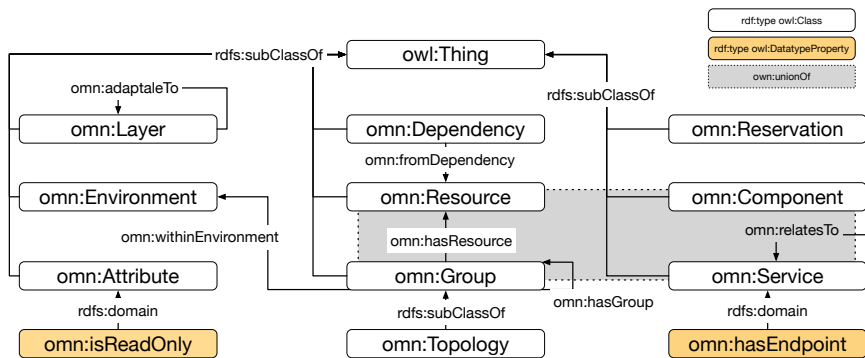 rdf:type owl:Class
rdf:type owl:DatatypeProperty
own:unionOf
rdfs:subClassOf
owl:Thing
omn:adaptaleTo
rdfs:subClassOf
omn:Layer
omn:Dependency
omn:Reservation
omn:fromDependency
omn:Environment
omn:Resource
omn:Component
omn:withinEnvironment
omn:hasResource
omn:relatesTo
omn:Attribute
omn:Group
omn:Service
omn:hasGroup
rdfs:domain
rdfs:subClassOf
rdfs:domain
omn:isReadOnly
omn:Topology
omn:hasEndpoint